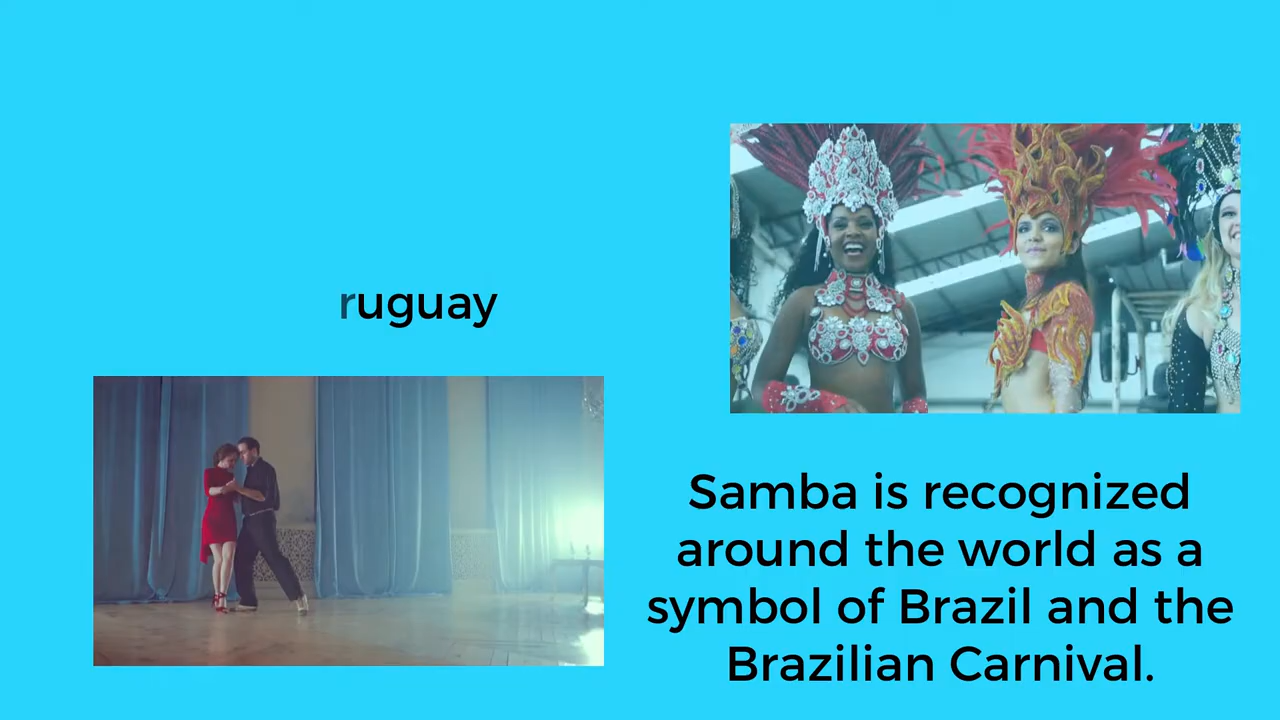 ruguay
Samba is recognized
around the world as a
symbol of Brazil and the
Brazilian Carnival.